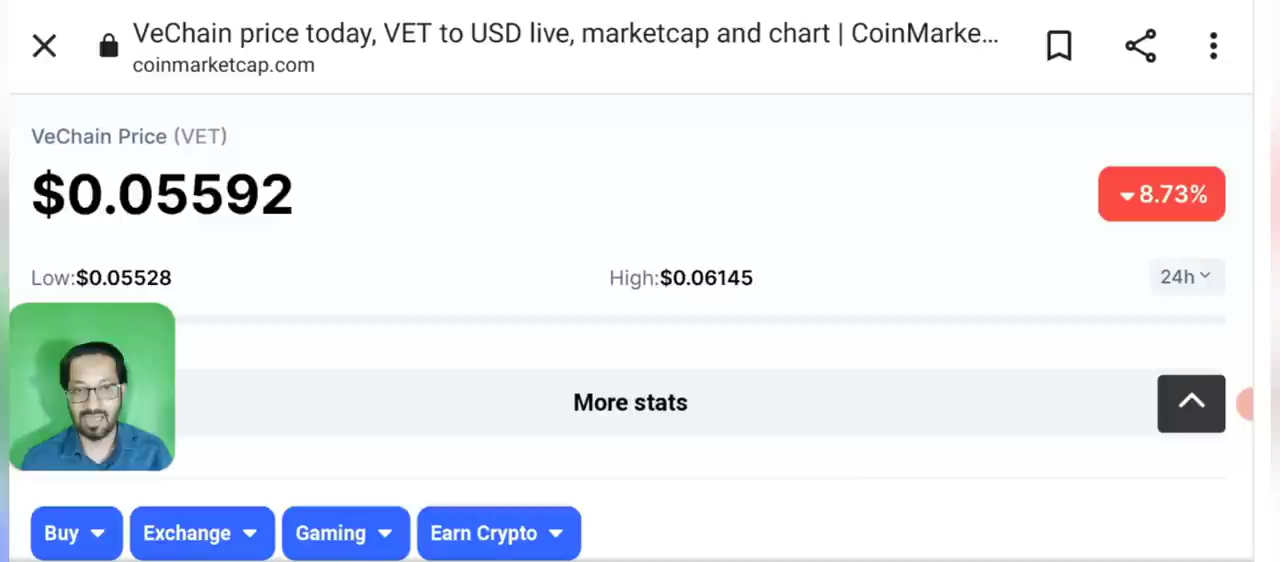 VeChain price today, VET to USD live, marketcap and chart | CoinMarke...
coinmarketcap.com
VeChain Price (VET)
$0.05592
8.73%
Low:$0.05528
High:$0.06145
24h
More stats
Buy
Exchange
Gaming
Earn Crypto